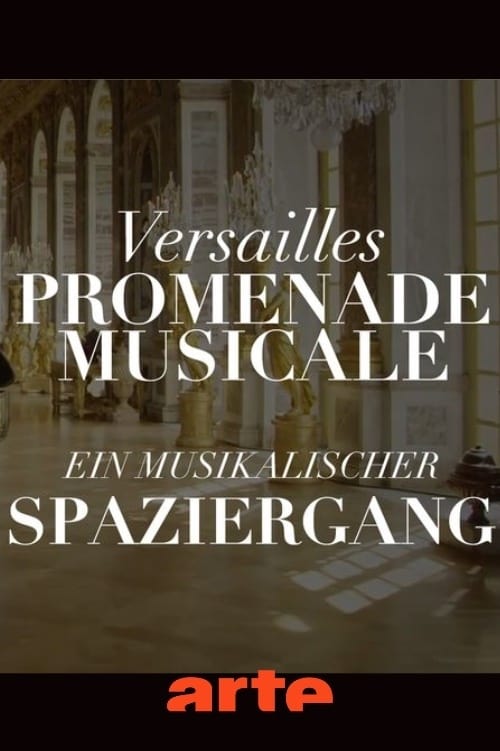 Versailles
PROMENADE
MUSICALE
EIN MUSIKALISCHER
SPAZIERGANG
arte